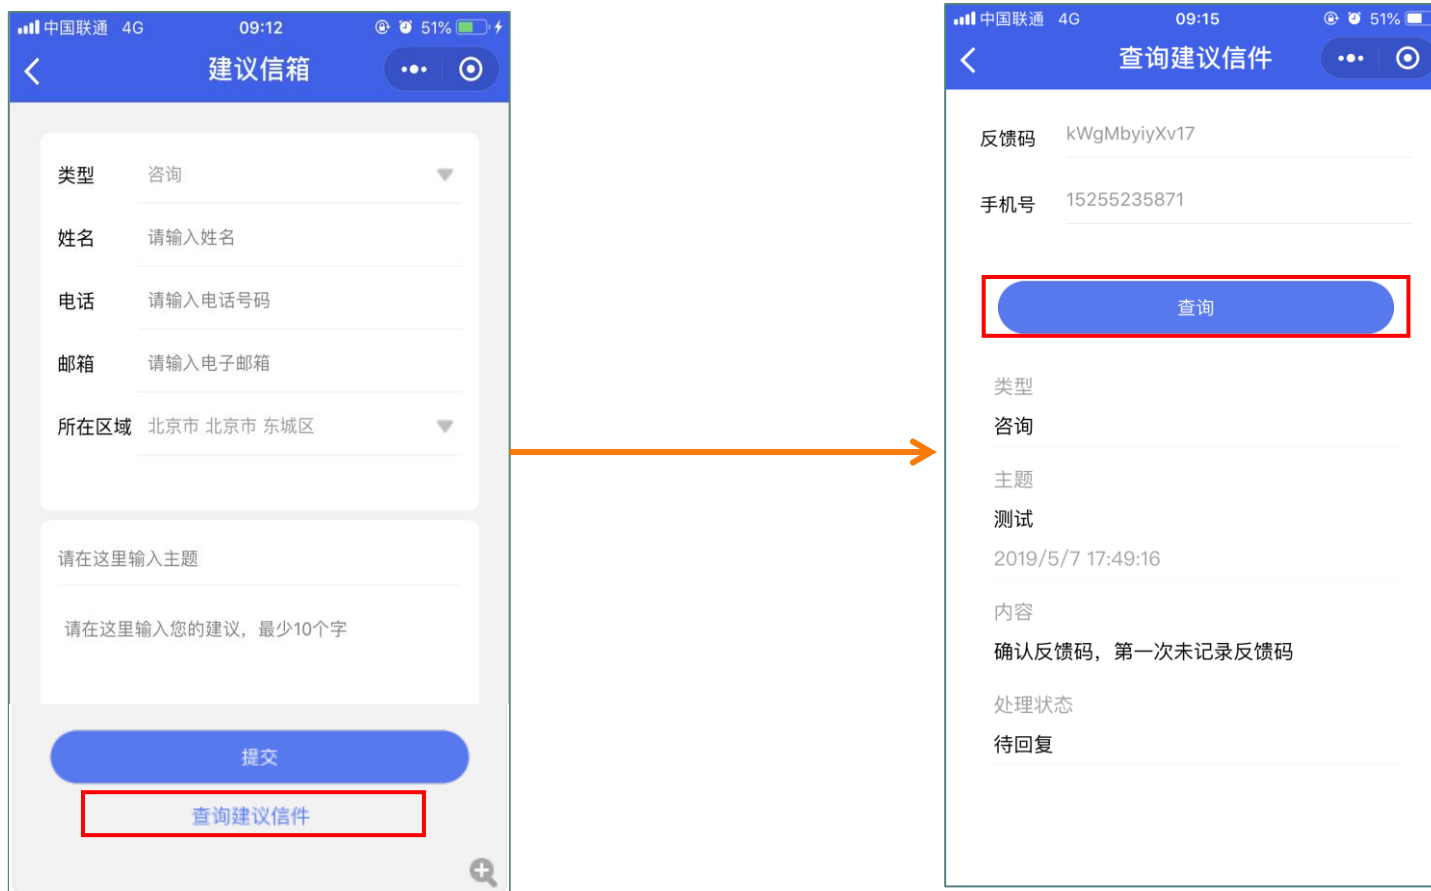 中国联通 4G 09:12 51%
建议信箱
类型 咨询
姓名 请输入姓名
电话 请输入电话号码
邮箱 请输入电子邮箱
所在区域 北京市 北京市 东城区
请在这里输入主题
请在这里输入您的建议，最少10个字
提交
查询建议信件
中国联通 4G 09:15 51%
查询建议信件
反馈码 kWgMbyiyXv17
手机号 15255235871
查询
类型
咨询
主题
测试
2019/5/7 17:49:16
内容
确认反馈码，第一次未记录反馈码
处理状态
待回复